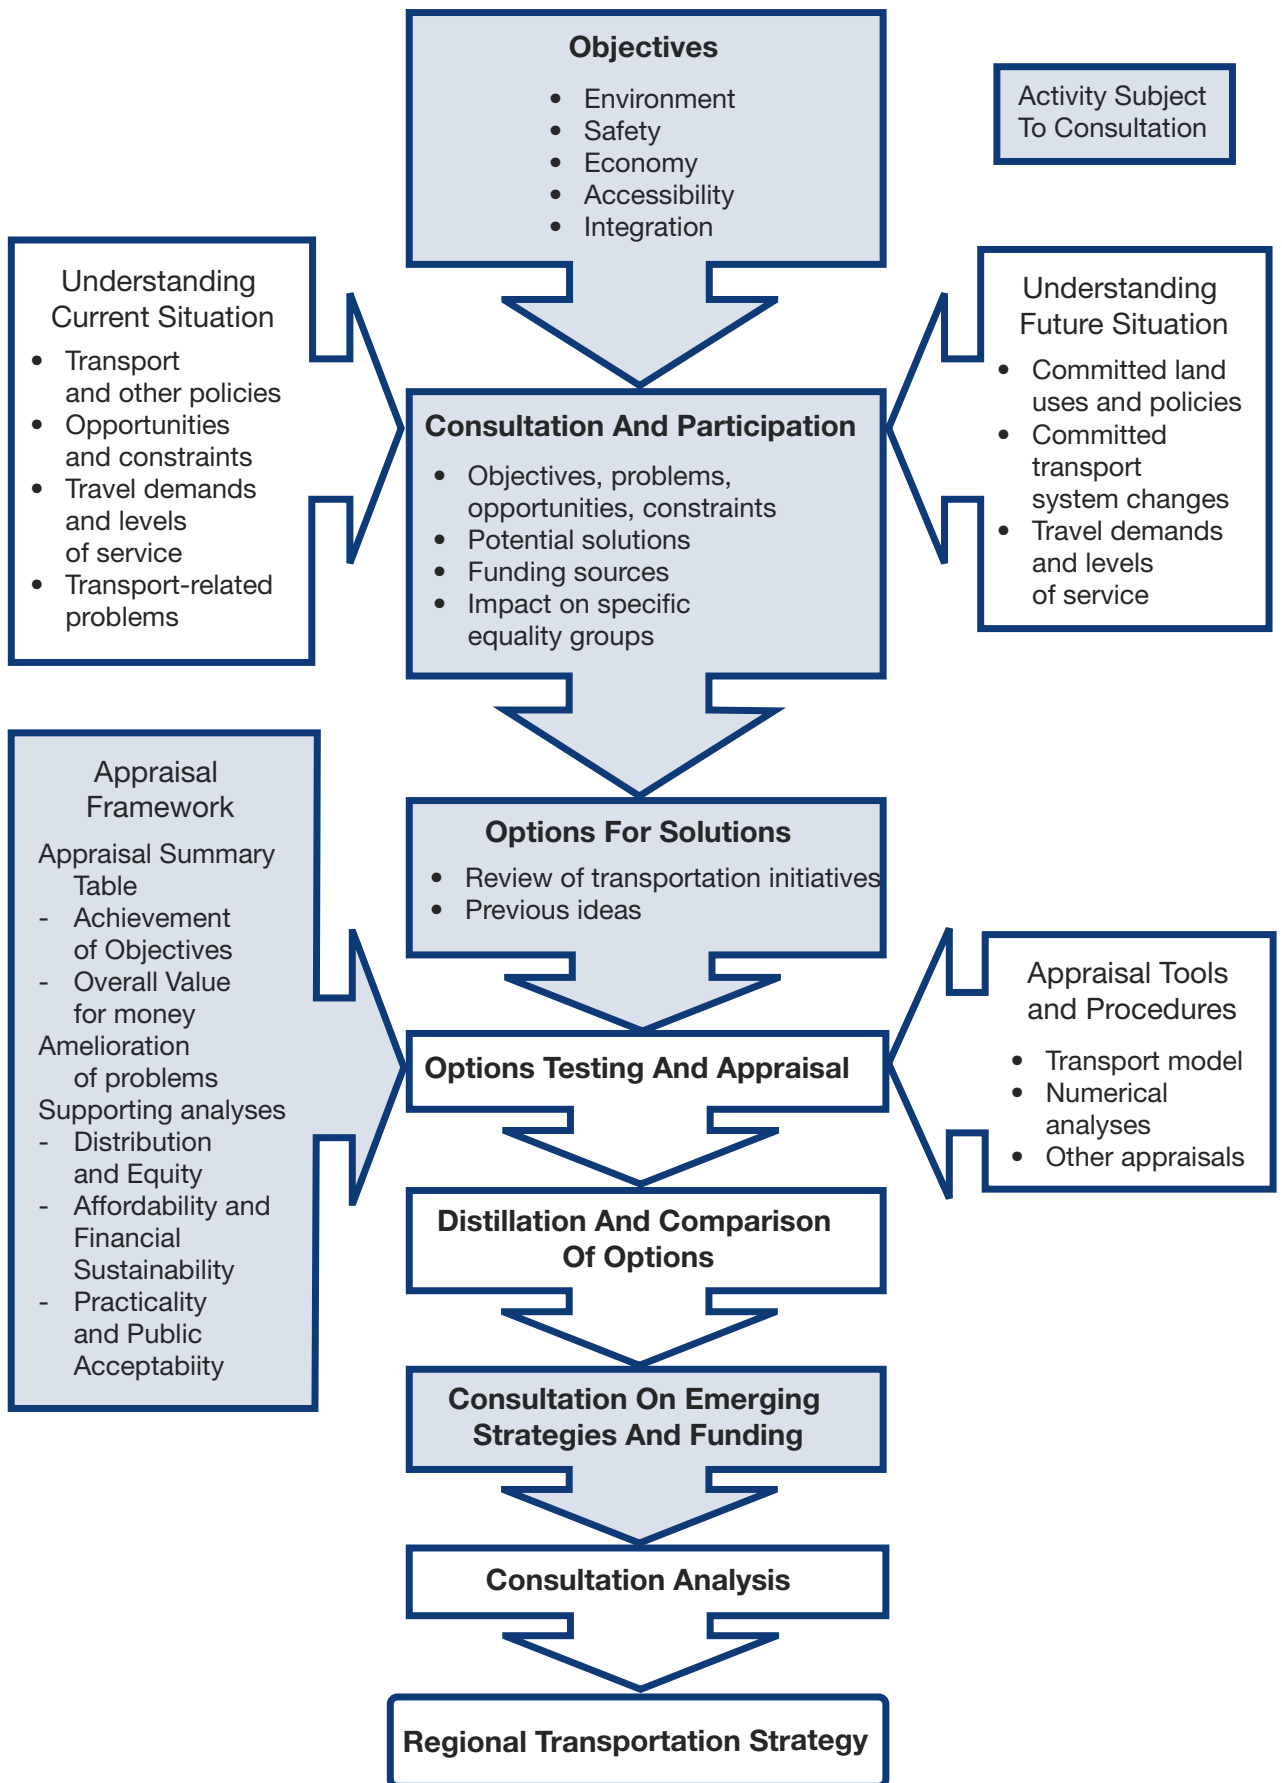 Objectives
• Environment
• Safety
• Economy
• Accessibility
• Integration
Activity Subject
To Consultation
Understanding
Current Situation
• Transport
and other policies
• Opportunities
and constraints
• Travel demands
and levels
of service
• Transport-related
problems
Consultation And Participation
• Objectives, problems,
opportunities, constraints
• Potential solutions
• Funding sources
• Impact on specific
equality groups
Understanding
Future Situation
• Committed land
uses and policies
• Committed
transport
system changes
• Travel demands
and levels
of service
Appraisal
Framework
Appraisal Summary
Table
- Achievement
of Objectives
- Overall Value
for money
Amelioration
of problems
Supporting analyses
- Distribution
and Equity
- Affordability and
Financial
Sustainability
- Practicality
and Public
Acceptabiity
Options For Solutions
• Review of transportation initiatives
• Previous ideas
Options Testing And Appraisal
Appraisal Tools
and Procedures
• Transport model
• Numerical
analyses
• Other appraisals
Distillation And Comparison
Of Options
Consultation On Emerging
Strategies And Funding
Consultation Analysis
Regional Transportation Strategy